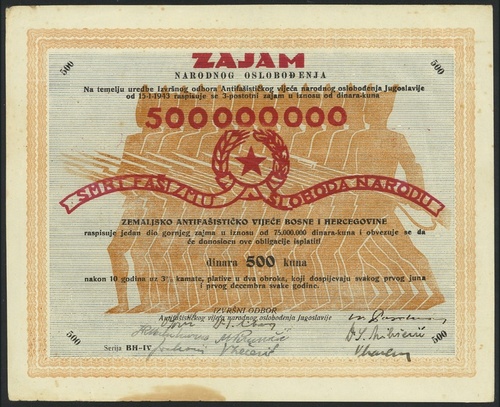 500
500
ZAJAM
NARODNOG OSLOBOĐENJA
Na temelju uredbe Izvršnog odbora Antifašističkog vijeća narodnog oslobođenja Jugoslavije
od 15-I-1943 raspisuje se 3-postotni zajam u iznosu od dinara-kuna
500000000
SMRT FAŠIZMU SLOBODA NARODU
ZEMALJSKO ANTIFAŠISTIČKO VIJEĆE BOSNE I HERCEGOVINE
raspisuje jedan dio gornjeg zajma u iznosu od 75,000.000 dinara-kuna i obvezuje se da
će donosiocu ove obligacije isplatiti
dinara 500 kuna
nakon 10 godina uz 3% kamate, plative u dva obroka, koji dospijevaju svakog prvog juna
i prvog decembra svake godine.
IZVRŠNI ODBOR
Antifašističkog vijeća narodnog oslobođenja Jugoslavije
Serija BH-IV
500
500